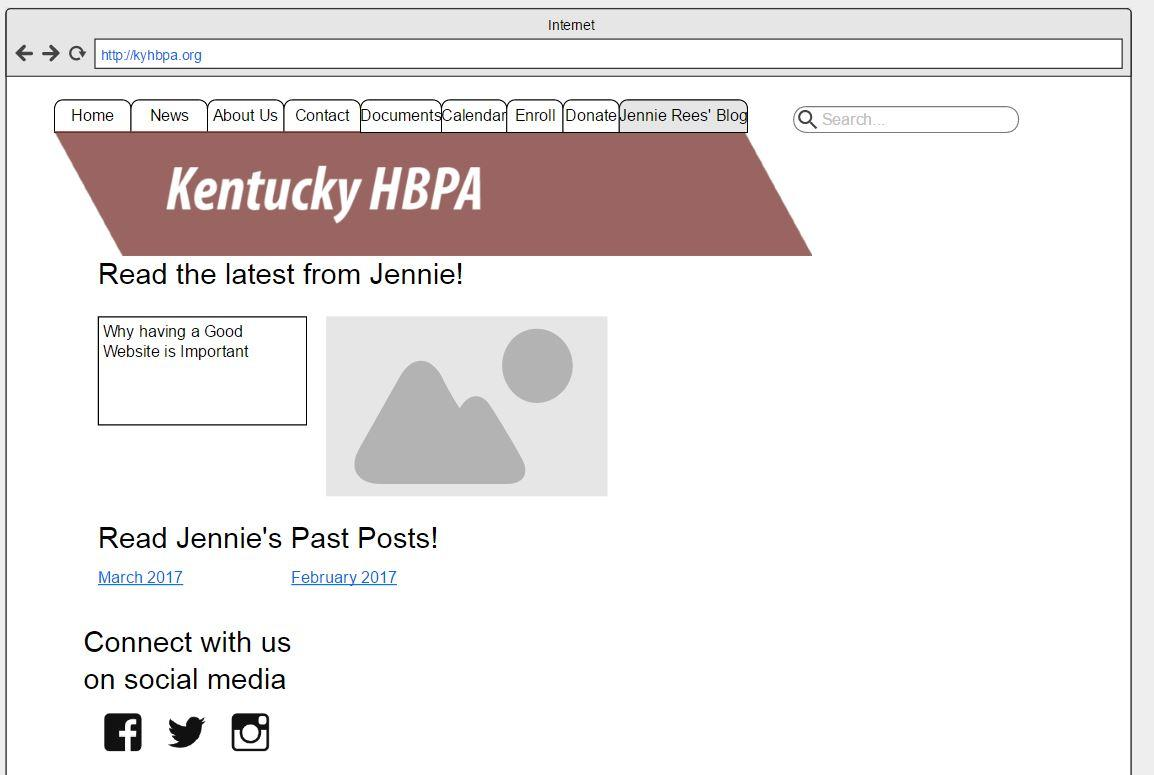 Internet
http://kyhbpa.org
Home News About Us Contact Documents Calendar Enroll Donate Jennie Rees' Blog
Search...
Kentucky HBPA
Read the latest from Jennie!
Why having a Good
Website is Important
Read Jennie's Past Posts!
March 2017 February 2017
Connect with us
on social media